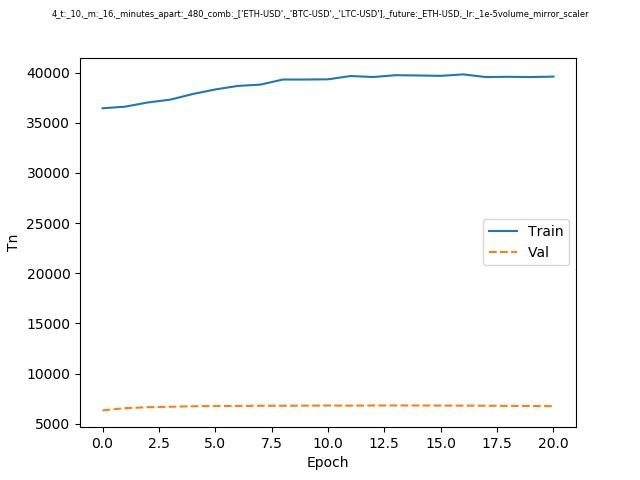 4_t:_10,_m:_16,_minutes_apart:_480_comb:_['ETH-USD',_'BTC-USD',_'LTC-USD'],_future:_ETH-USD,_lr:_1e-5volume_mirror_scaler
40000
35000
30000
25000
20000
15000
10000
5000
Tn
Train
Val
0.0 2.5 5.0 7.5 10.0 12.5 15.0 17.5 20.0
Epoch